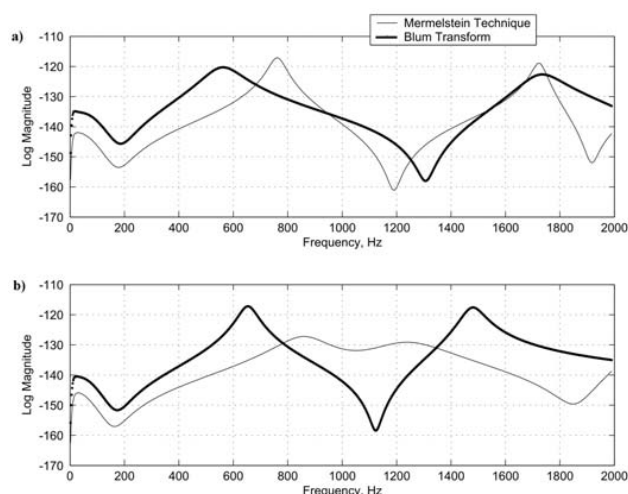 Mermelstein Technique
Blum Transform
a)
-110
-120
-130
-140
-150
-160
-170
Log Magnitude
0 200 400 600 800 1000 1200 1400 1600 1800 2000
Frequency, Hz
b)
-110
-120
-130
-140
-150
-160
-170
Log Magnitude
0 200 400 600 800 1000 1200 1400 1600 1800 2000
Frequency, Hz